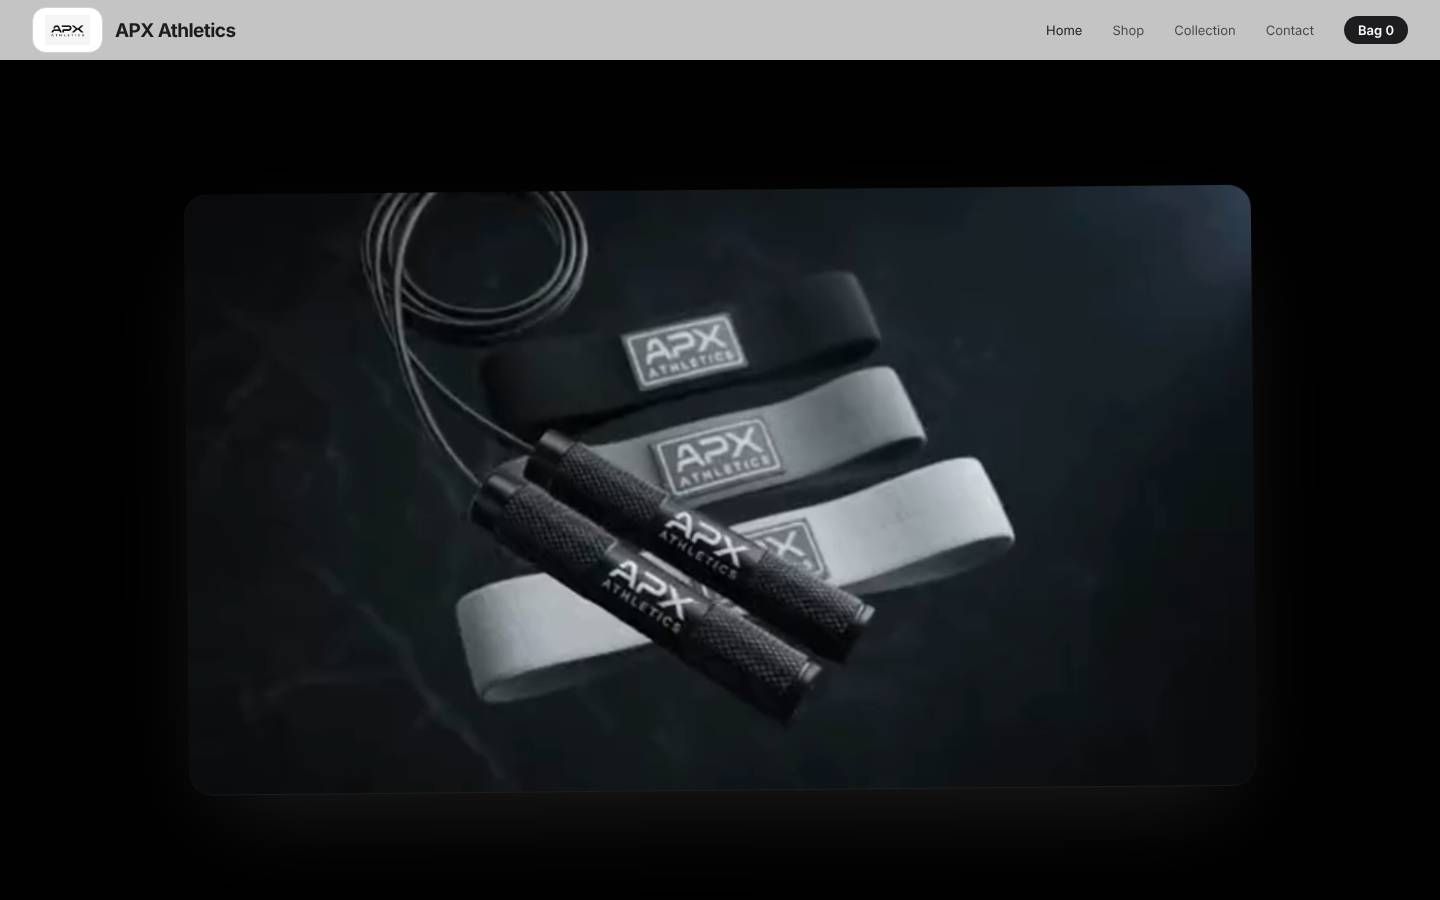 APX
ATHLETICS
APX Athletics
Home
Shop
Collection
Contact
Bag 0
APX
ATHLETICS
APX
ATHLETICS
APX
ATHLETICS
APX
ATHLETICS